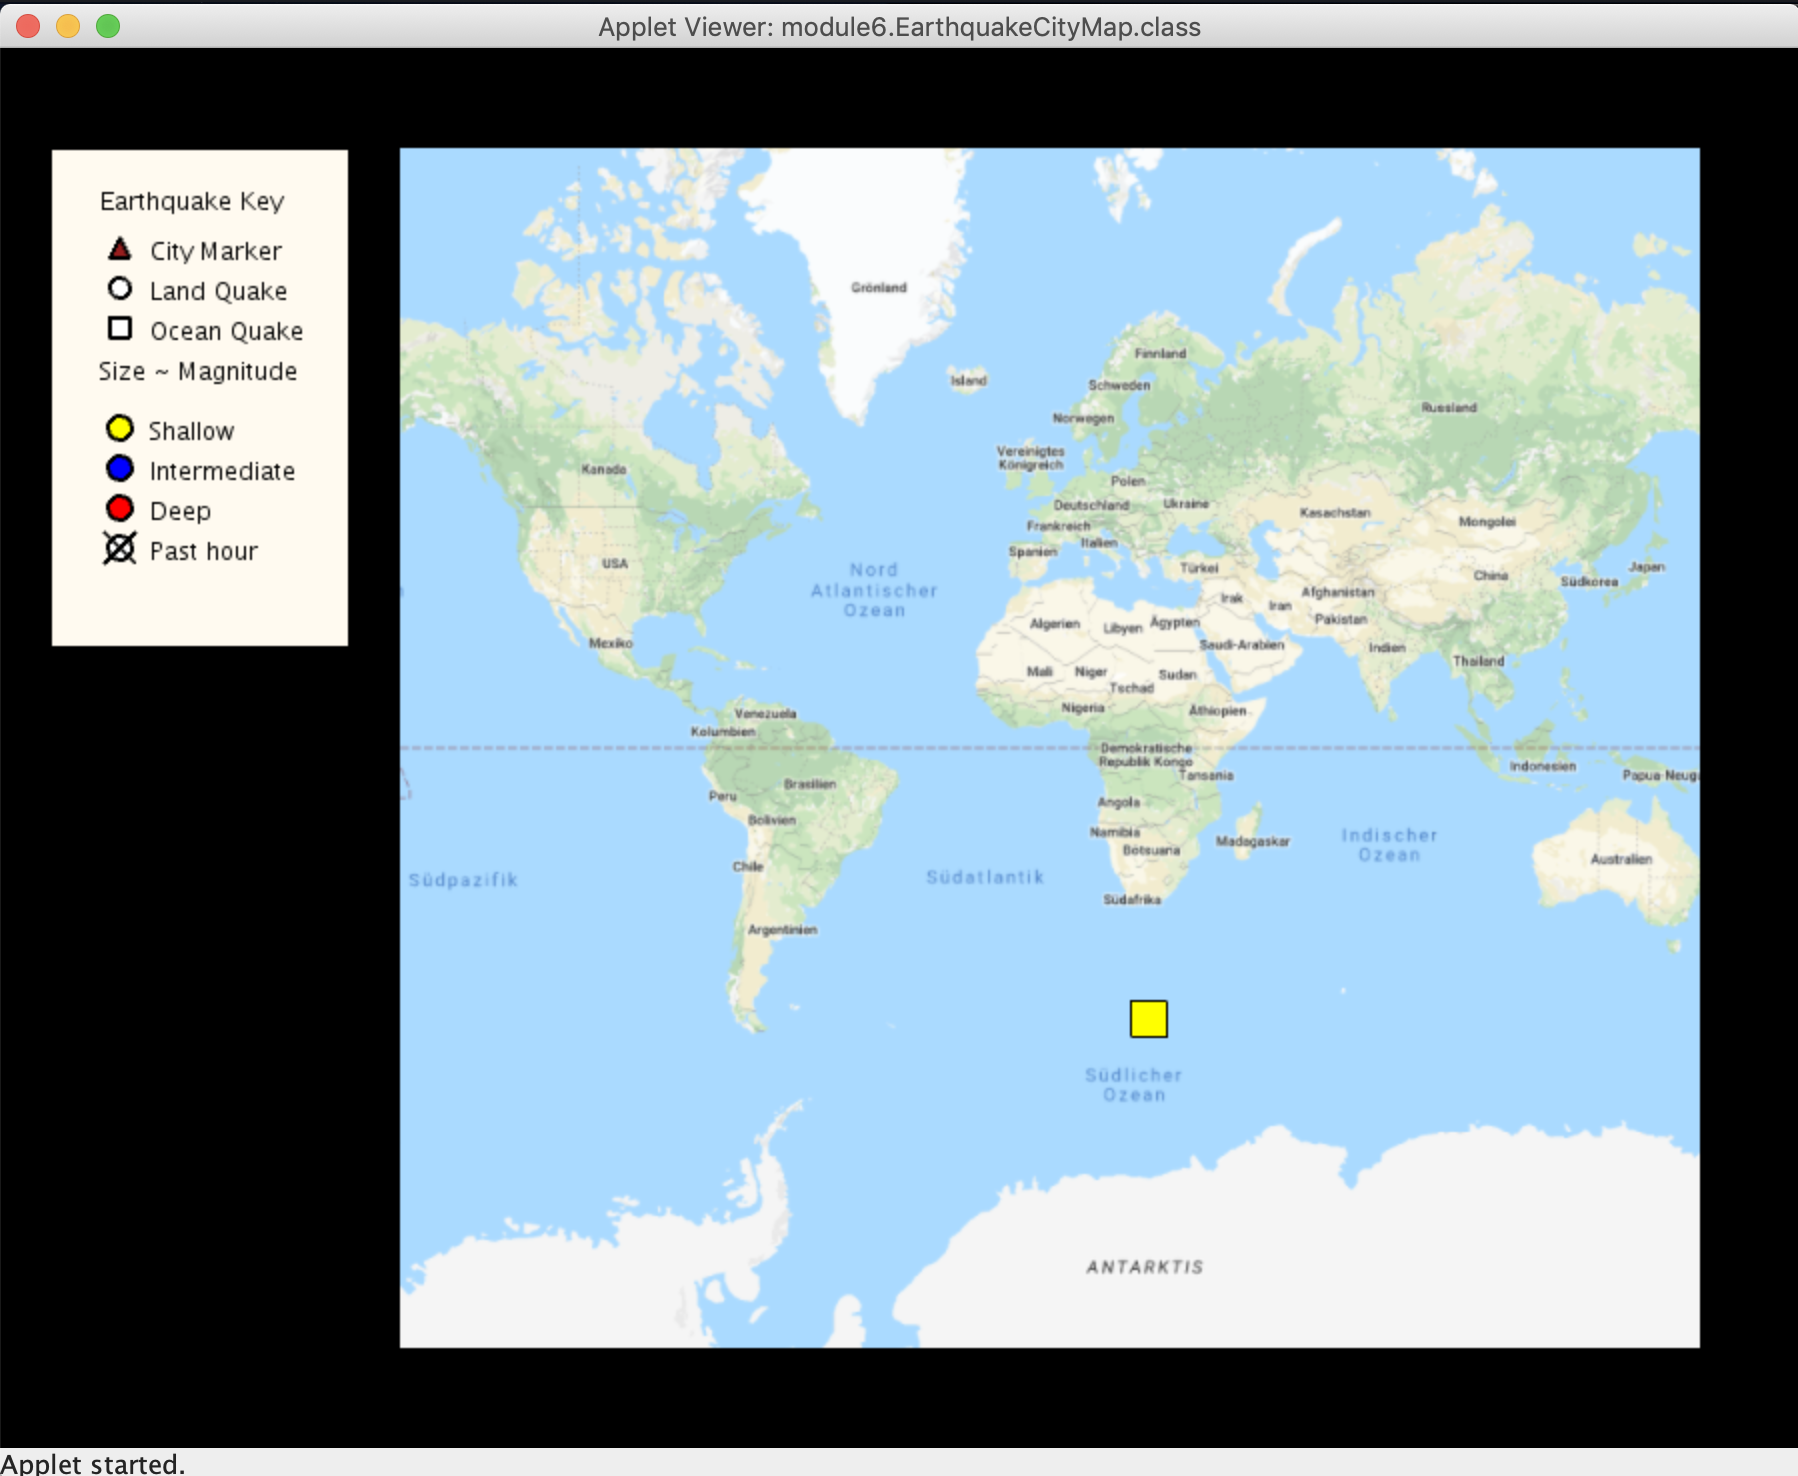 Applet Viewer: module6.EarthquakeCityMap.class
Earthquake Key
City Marker
Land Quake
Ocean Quake
Size ~ Magnitude
Shallow
Intermediate
Deep
Past hour
Grönland
Island
Finnland
Schweden
Norwegen
Russland
Vereinigtes
Königreich
Kanada
Polen
Deutschland
Ukraine
Frankreich
Kasachstan
Mongolei
Italien
Spanien
USA
Nord
Atlantischer
Ozean
Türkei
China
Südkorea
Japan
Irak
Iran
Afghanistan
Pakistan
Algerien
Libyen
Ägypten
Saudi-Arabien
Indien
Mexiko
Mali
Niger
Tschad
Sudan
Thailand
Venezuela
Kolumbien
Nigeria
Äthiopien
Demokratische
Republik Kongo
Tansania
Indonesien
Papua-Neug
Brasilien
Peru
Bolivien
Angola
Namibia
Botsuana
Madagaskar
Indischer
Ozean
Australien
Chile
Südpazifik
Südatlantik
Südafrika
Argentinien
Südlicher
Ozean
ANTARKTIS
Applet started.